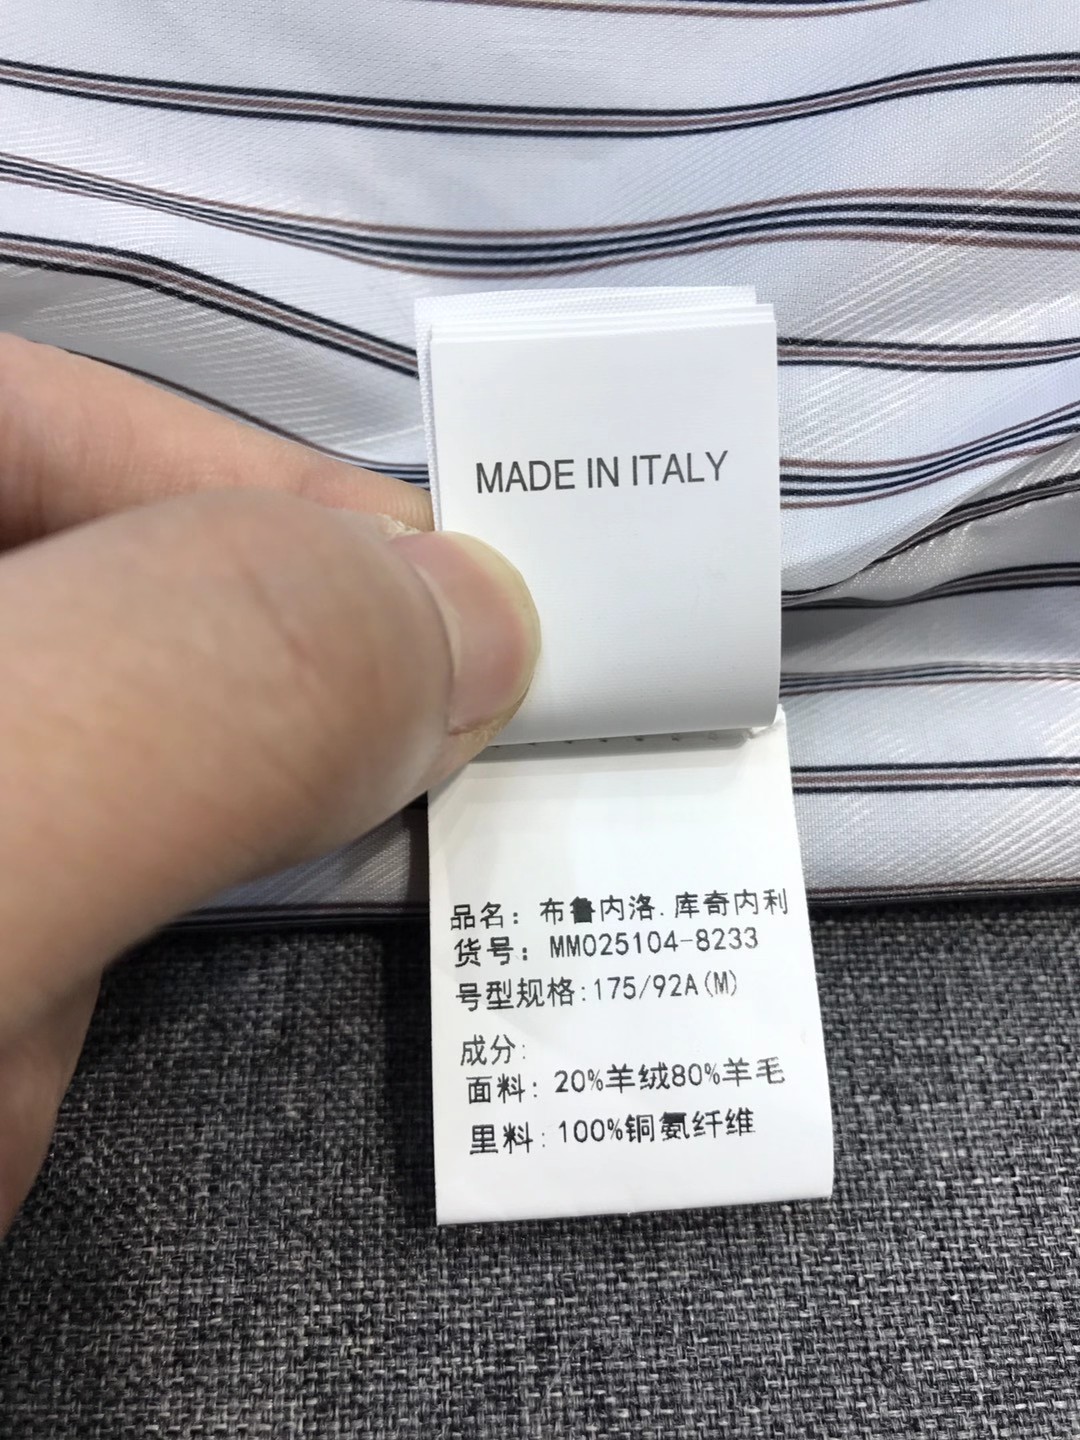 MADE IN ITALY
品名: 布鲁内洛.库奇内利
货号: MM025104-8233
号型规格:175/92A(M)
成分:
面料: 20%羊绒80%羊毛
里料: 100%铜氨纤维